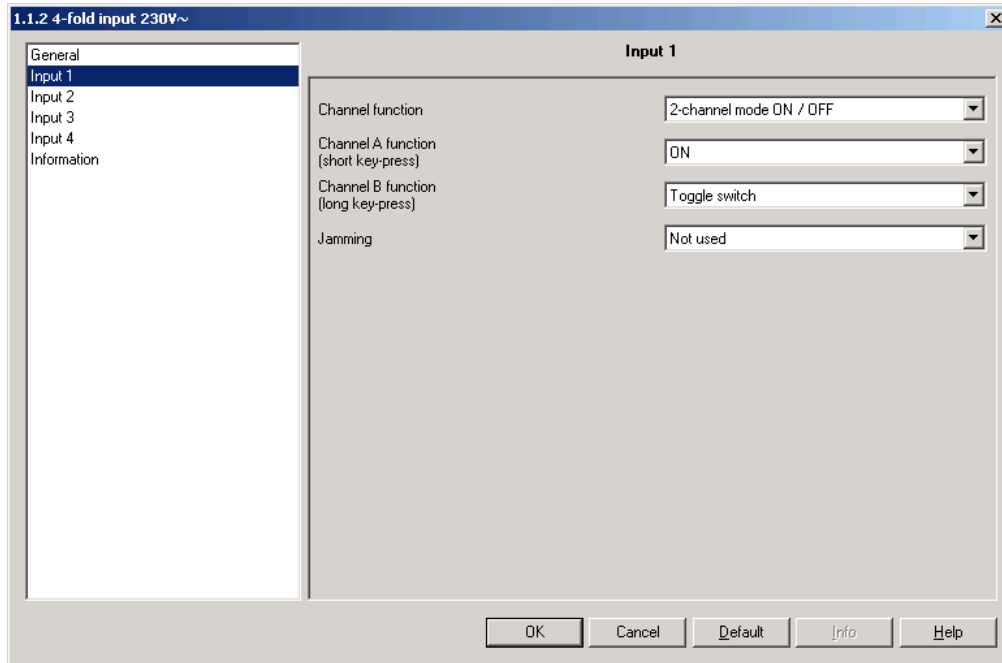 1.1.2 4-fold input 230V~
General
Input 1
Input 2
Input 3
Input 4
Information
Input 1
Channel function
2-channel mode ON / OFF
Channel A function
(short key-press)
ON
Channel B function
(long key-press)
Toggle switch
Jamming
Not used
OK
Cancel
Default
Info
Help